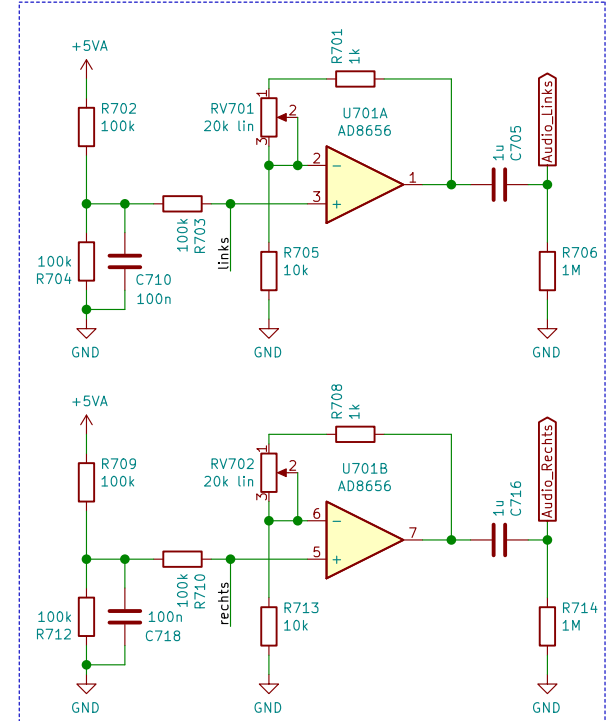 +5VA
R702
100k
100k
R704
C710
100n
GND
100k
R703
links
RV701
20k lin
1
2
3
R701
1k
U701A
AD8656
2
3
1
−
+
R705
10k
GND
1u
C705
Audio_Links
R706
1M
GND
+5VA
R709
100k
100k
R712
100n
C718
GND
100k
R710
rechts
RV702
20k lin
1
2
3
R708
1k
U701B
AD8656
6
5
7
−
+
R713
10k
GND
1u
C716
Audio_Rechts
R714
1M
GND